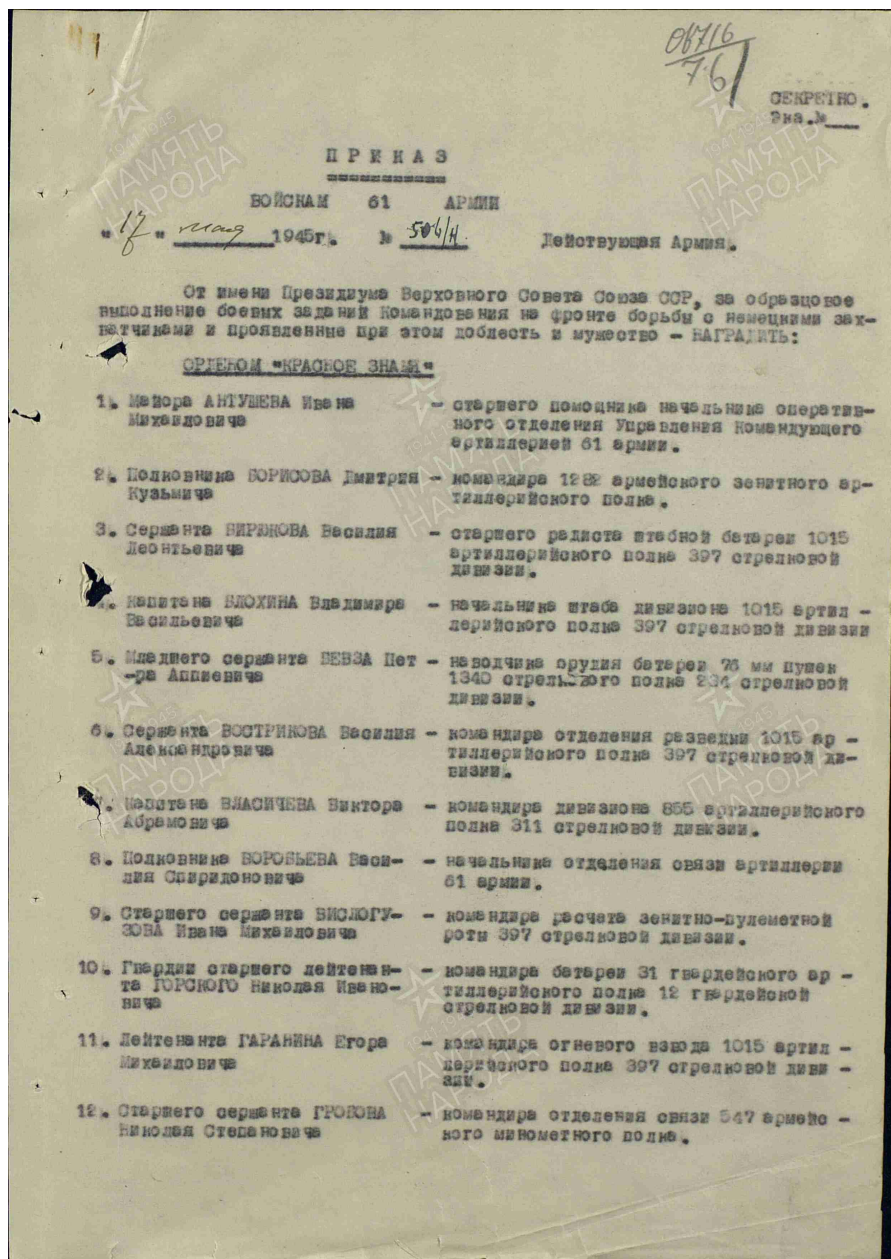 СЕКРЕТНО.
Экз.№___
ПРИКАЗ
ВОЙСКАМ 61 АРМИИ
"17" мая 1945г. № 506/н Действующая Армия.
От имени Президиума Верховного Совета Союза ССР, за образцовое
выполнение боевых заданий Командования на фронте борьбы с немецкими зах-
ватчиками и проявленные при этом доблесть и мужество - НАГРАДИТЬ:
ОРДЕНОМ "КРАСНОЕ ЗНАМЯ"
1. Майора АНТУШЕВА Ивана - старшего помощника начальника оператив-
Михайловича ного отделения Управления Командующего
артиллерией 61 армии.
2. Полковника БОРИСОВА Дмитрия - командира 1282 армейского зенитного ар-
Кузьмича тиллерийского полка.
3. Сержанта БИРЮКОВА Василия - старшего радиста штабной батареи 1015
Леонтьевича артиллерийского полка 397 стрелковой
дивизии.
Капитана БЛОХИНА Владимира - начальника штаба дивизиона 1015 артил -
Васильевича лерийского полка 397 стрелковой дивизии
5. Младшего сержанта БЕВЗА Пет - наводчика орудия батареи 76 мм пушек
-ра Аппиевича 1340 стрелкового полка 234 стрелковой
дивизии.
6. Сержанта ВОСТРИКОВА Василия - командира отделения разведки 1015 ар -
Александровича тиллерийского полка 397 стрелковой ди-
визии.
7. Капитана ВЛАСИЧЕВА Виктора - командира дивизиона 855 артиллерийского
Абрамовича полка 311 стрелковой дивизии.
8. Полковника ВОРОБЬЕВА Васи- - начальника отделения связи артиллерии
лия Спиридоновича 61 армии.
9. Старшего сержанта ВИСЛОГУ- - командира расчета зенитно-пулеметной
ЗОВА Ивана Михайловича роты 397 стрелковой дивизии.
10. Гвардии старшего лейтенан- - командира батареи 31 гвардейского ар -
та ГОРСКОГО Николая Ивано- тиллерийского полка 12 гвардейской
вича стрелковой дивизии.
11. Лейтенанта ГАРАНИНА Егора - командира огневого взвода 1015 артил -
Михайловича лерийского полка 397 стрелковой диви -
зии.
12. Старшего сержанта ГРОБОВА - командира отделения связи 547 армейс -
Николая Степановича кого минометного полка.
1941-1945
ПАМЯТЬ
НАРОДА